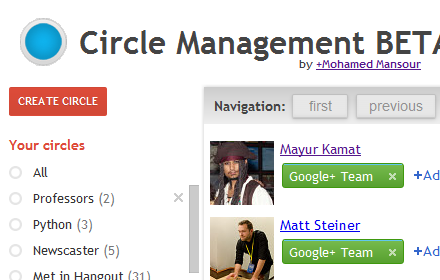 Circle Management BETA
by +Mohamed Mansour
CREATE CIRCLE
Navigation: first previous
Your circles
All
Professors (2)
Python (3)
Newscaster (5)
Met in Hangout (31)
Mayur Kamat
Google+ Team × +Ad
Matt Steiner
Google+ Team × +Ad